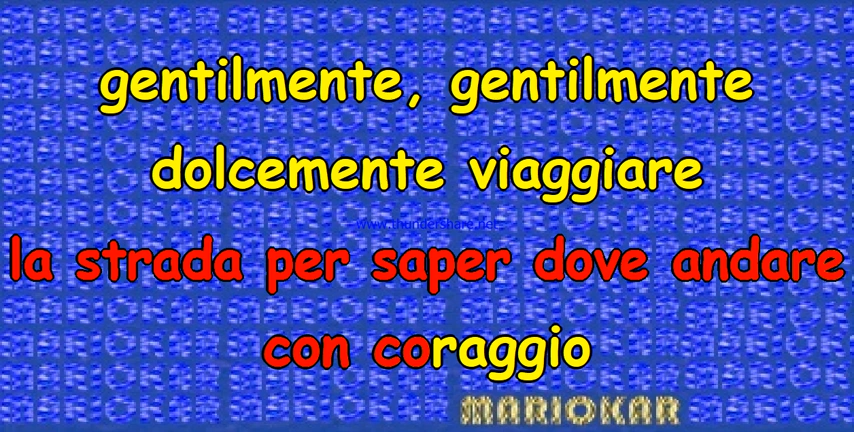 gentilmente, gentilmente
dolcemente viaggiare
www.thundershare.net
la strada per saper dove andare
con coraggio
MARIOKAR